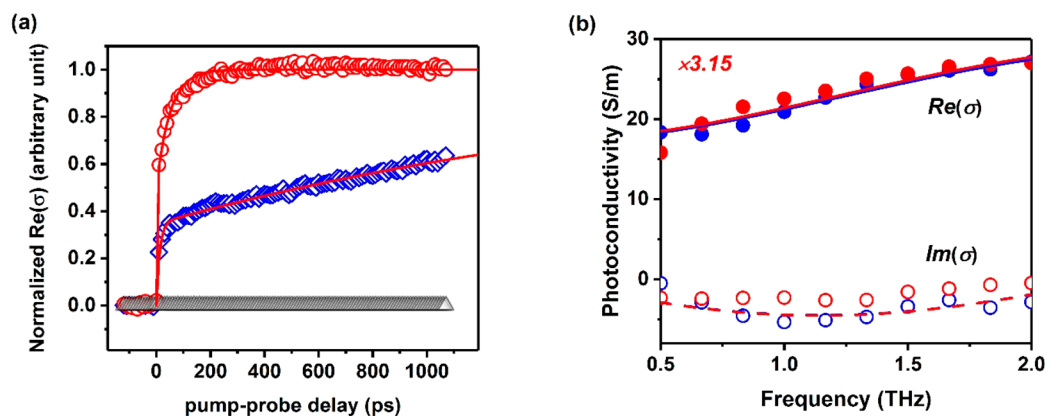 (a)
Normalized Re(σ) (arbitrary unit)
1.0
0.8
0.6
0.4
0.2
0.0
0
200
400
600
800
1000
pump-probe delay (ps)
(b)
Photoconductivity (S/m)
30
20
10
0
×3.15
Re(σ)
Im(σ)
0.5
1.0
1.5
2.0
Frequency (THz)